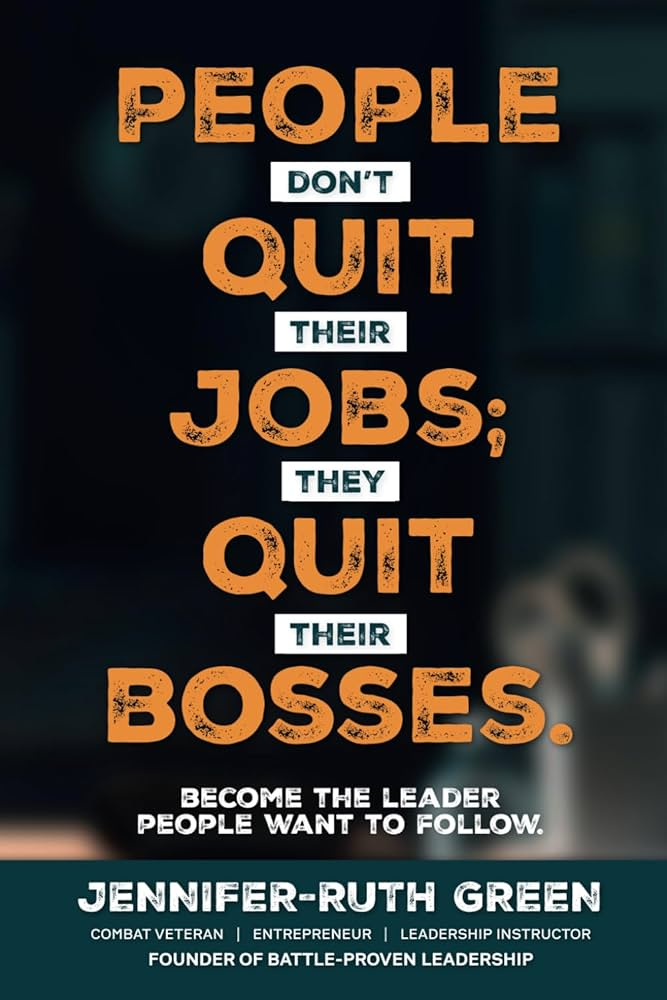 PEOPLE
DON'T
QUIT
THEIR
JOBS;
THEY
QUIT
THEIR
BOSSES.
BECOME THE LEADER
PEOPLE WANT TO FOLLOW.
JENNIFER-RUTH GREEN
COMBAT VETERAN | ENTREPRENEUR | LEADERSHIP INSTRUCTOR
FOUNDER OF BATTLE-PROVEN LEADERSHIP